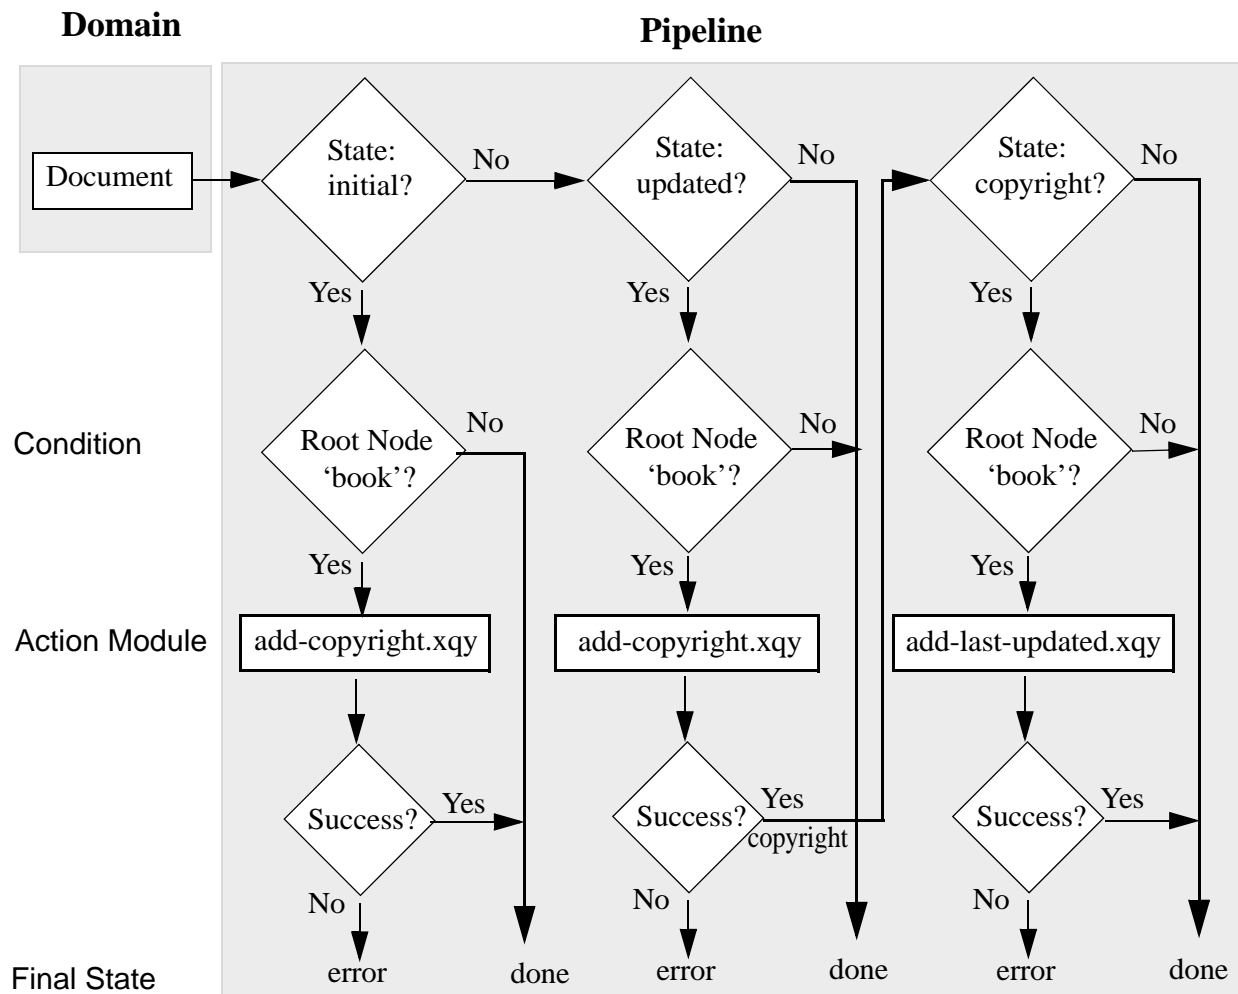 Domain
Pipeline
Document
State:
initial?
No
State:
updated?
No
State:
copyright?
No
Yes
Yes
Yes
Condition
Root Node
‘book’?
No
Root Node
‘book’?
No
Root Node
‘book’?
No
Yes
Yes
Yes
Action Module
add-copyright.xqy
add-copyright.xqy
add-last-updated.xqy
Success?
Yes
Success?
Yes
copyright
Success?
Yes
No
No
No
Final State
error
done
error
done
error
done